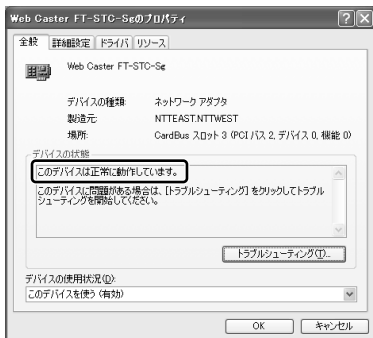 Web Caster FT-STC-Sgのプロパティ
全般 詳細設定 ドライバ リソース
Web Caster FT-STC-Sg
デバイスの種類: ネットワーク アダプタ
製造元: NTTEAST.NTTWEST
場所: CardBus スロット 3 (PCI バス 2, デバイス 0, 機能 0)
デバイスの状態
このデバイスは正常に動作しています。
このデバイスに問題がある場合は、[トラブルシューティング] をクリックしてトラブル
シューティングを開始してください。
トラブルシューティング(T)...
デバイスの使用状況(D):
このデバイスを使う (有効)
OK キャンセル